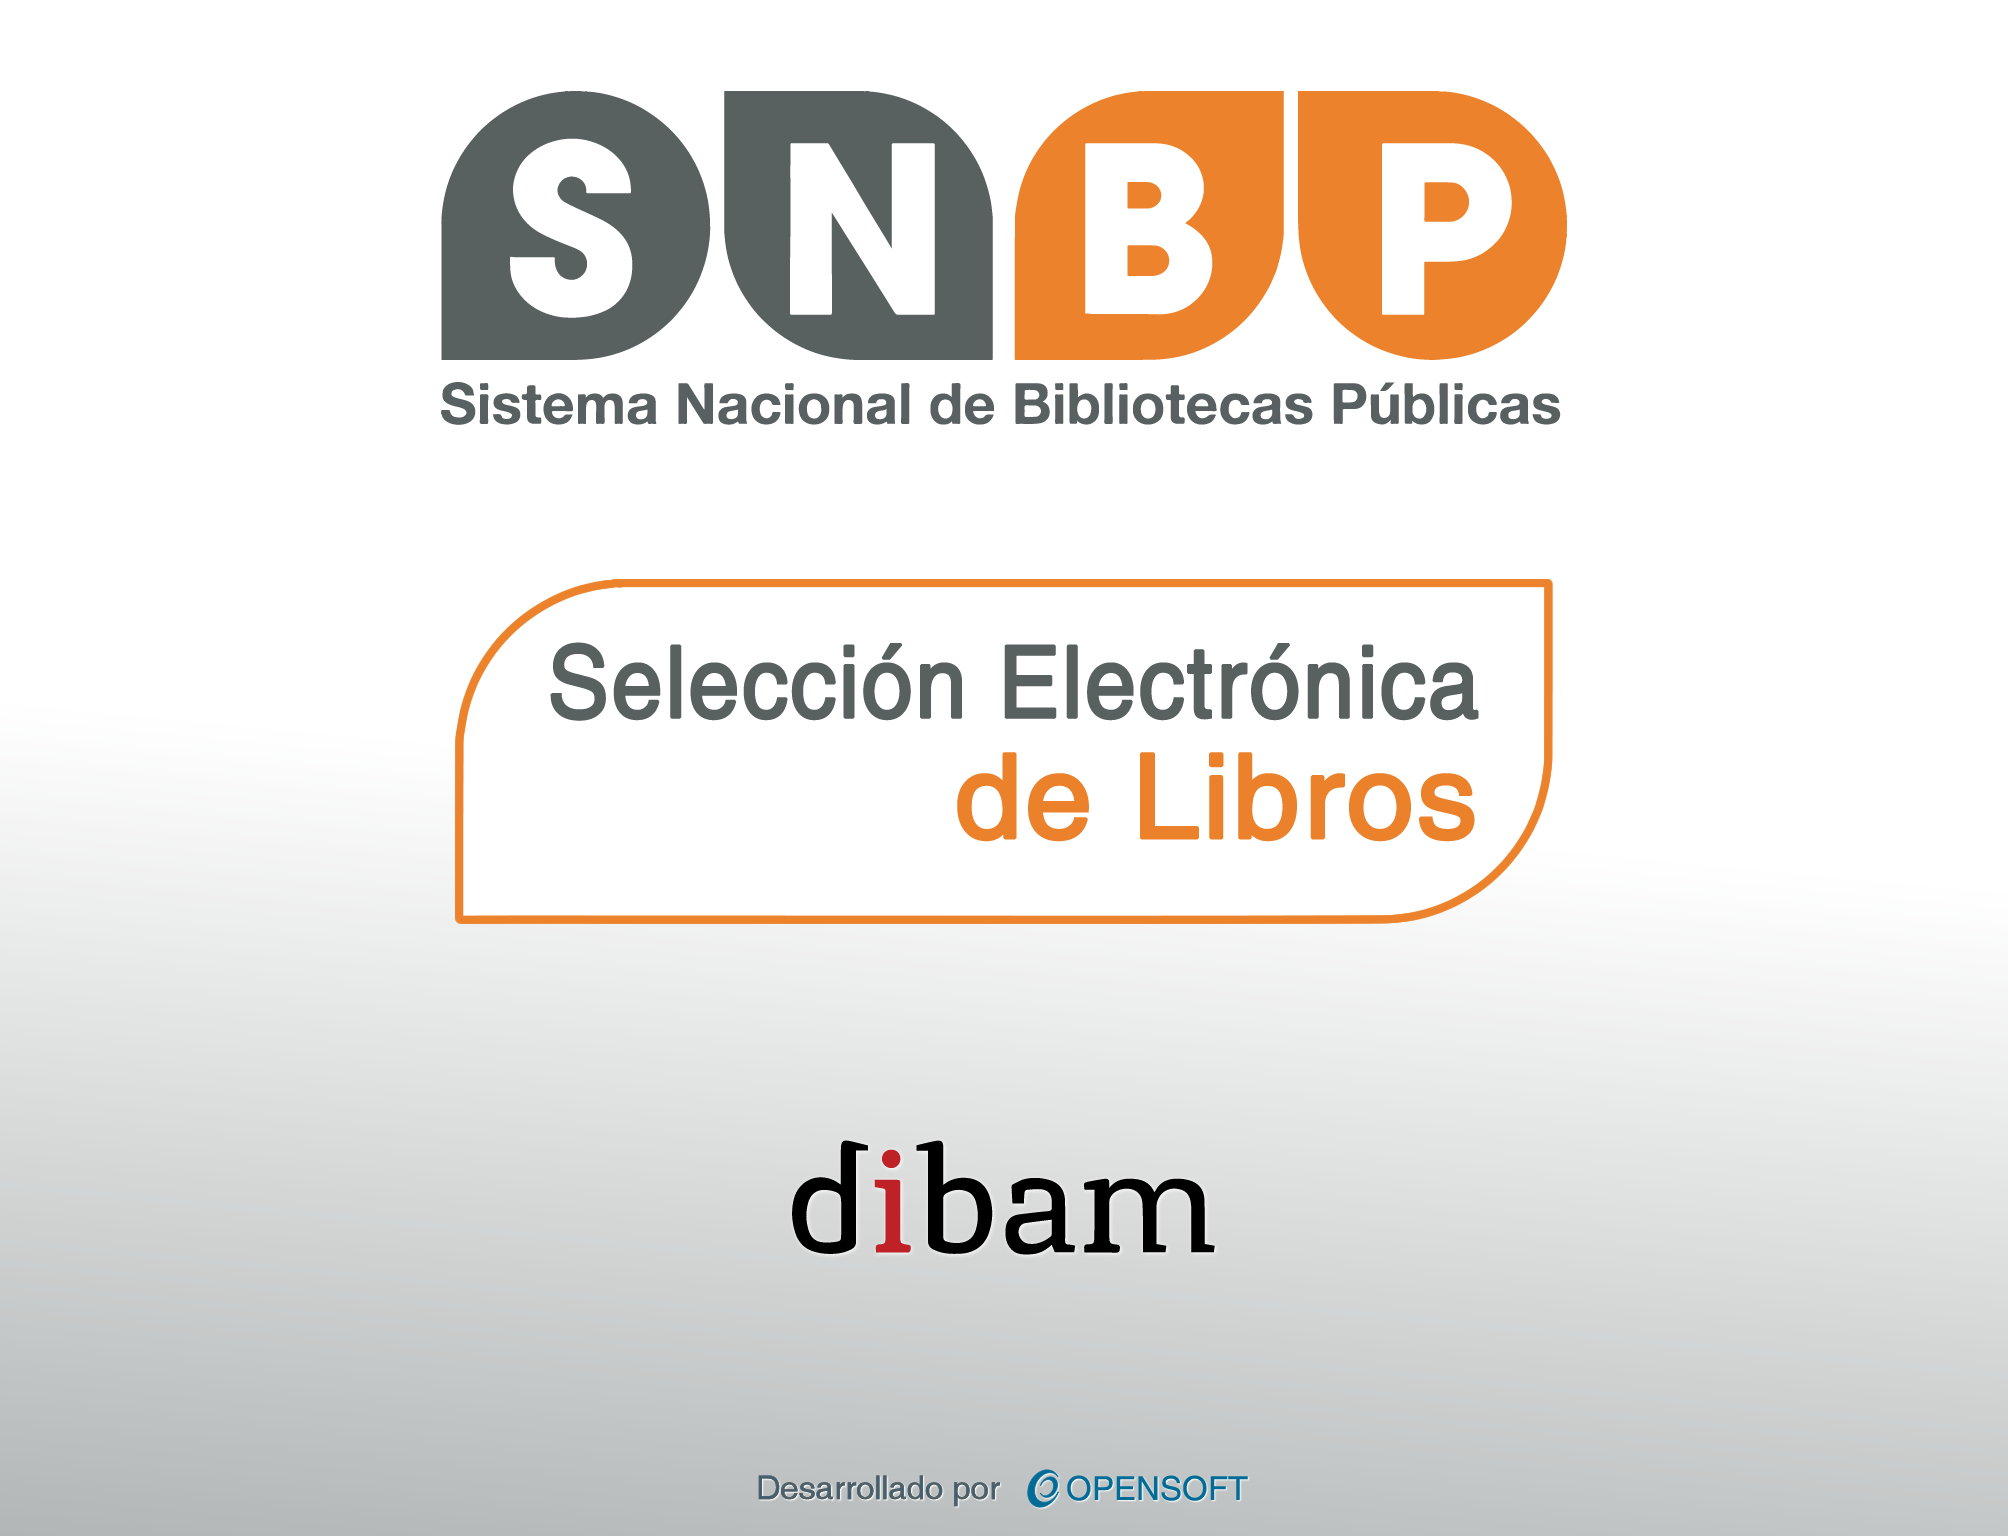 SNBP
Sistema Nacional de Bibliotecas Públicas
Selección Electrónica
de Libros
dibam
Desarrollado por OPENSOFT